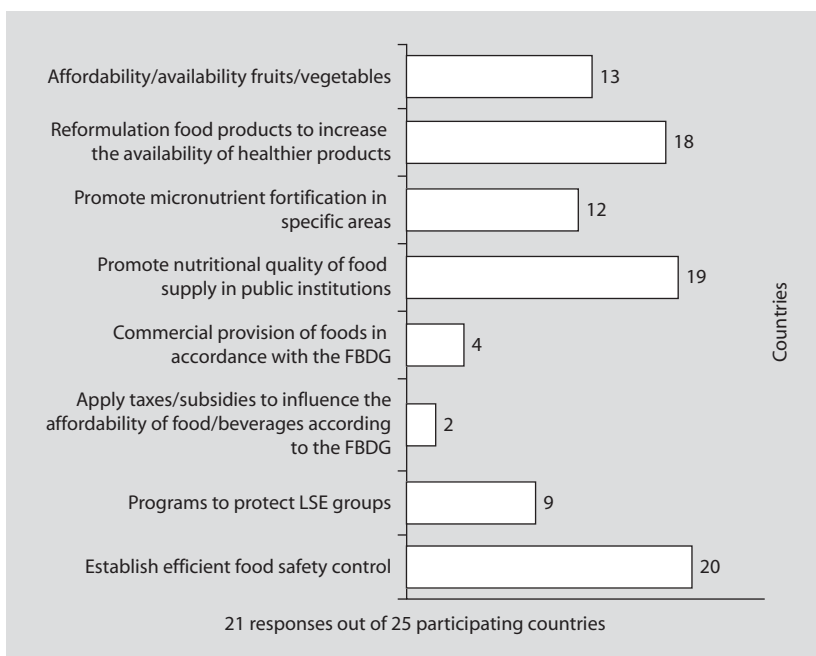 Affordability/availability fruits/vegetables
13
Reformulation food products to increase
the availability of healthier products
18
Promote micronutrient fortification in
specific areas
12
Promote nutritional quality of food
supply in public institutions
19
Commercial provision of foods in
accordance with the FBDG
4
Apply taxes/subsidies to influence the
affordability of food/beverages according
to the FBDG
2
Programs to protect LSE groups
9
Establish efficient food safety control
20
Countries
21 responses out of 25 participating countries